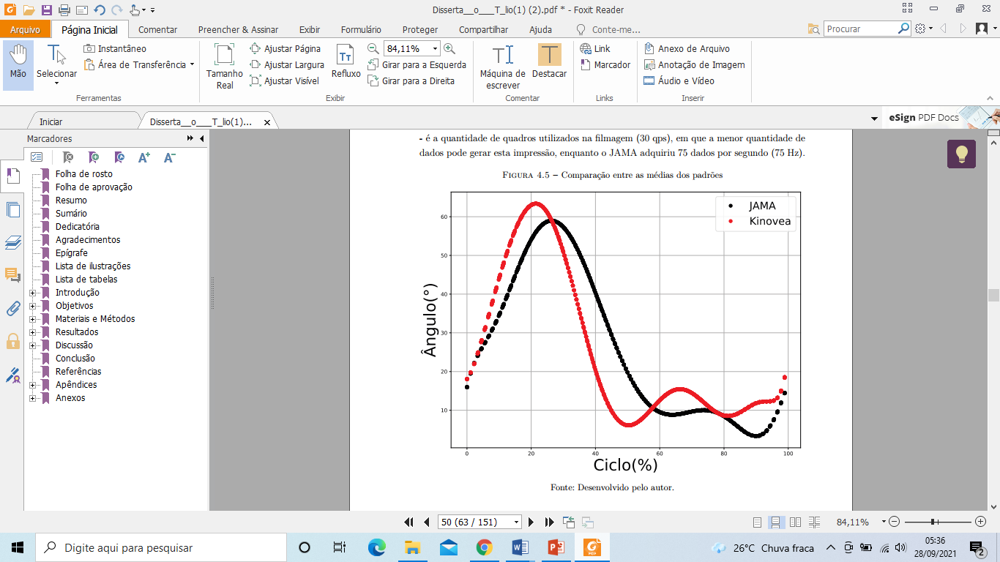 Disserta__o___T_lio(1) (2).pdf * - Foxit Reader
Arquivo Página Inicial Comentar Preencher & Assinar Exibir Formulário Proteger Compartilhar Ajuda Conte-me... Procurar
Mão
Selecionar
Instantâneo
Área de Transferência
Ferramentas
Tamanho
Real
Ajustar Página
Ajustar Largura
Ajustar Visível
Refluxo
84,11%
Girar para a Esquerda
Girar para a Direita
Exibir
Máquina de
escrever
Destacar
Comentar
Link
Marcador
Links
Anexo de Arquivo
Anotação de Imagem
Áudio e Vídeo
Inserir
Iniciar
Disserta__o___T_lio(1)...
eSign PDF Docs
Marcadores
Folha de rosto
Folha de aprovação
Resumo
Sumário
Dedicatória
Agradecimentos
Epígrafe
Lista de ilustrações
Lista de tabelas
Introdução
Objetivos
Materiais e Métodos
Resultados
Discussão
Conclusão
Referências
Apêndices
Anexos
- é a quantidade de quadros utilizados na filmagem (30 qps), em que a menor quantidade de
dados pode gerar esta impressão, enquanto o JAMA adquiriu 75 dados por segundo (75 Hz).
Figura 4.5 – Comparação entre as médias dos padrões
JAMA
Kinovea
60
50
40
30
20
10
Ângulo(°)
0 20 40 60 80 100
Ciclo(%)
Fonte: Desenvolvido pelo autor.
50 (63 / 151)
84,11%
Digite aqui para pesquisar
26°C Chuva fraca
05:36
28/09/2021
2